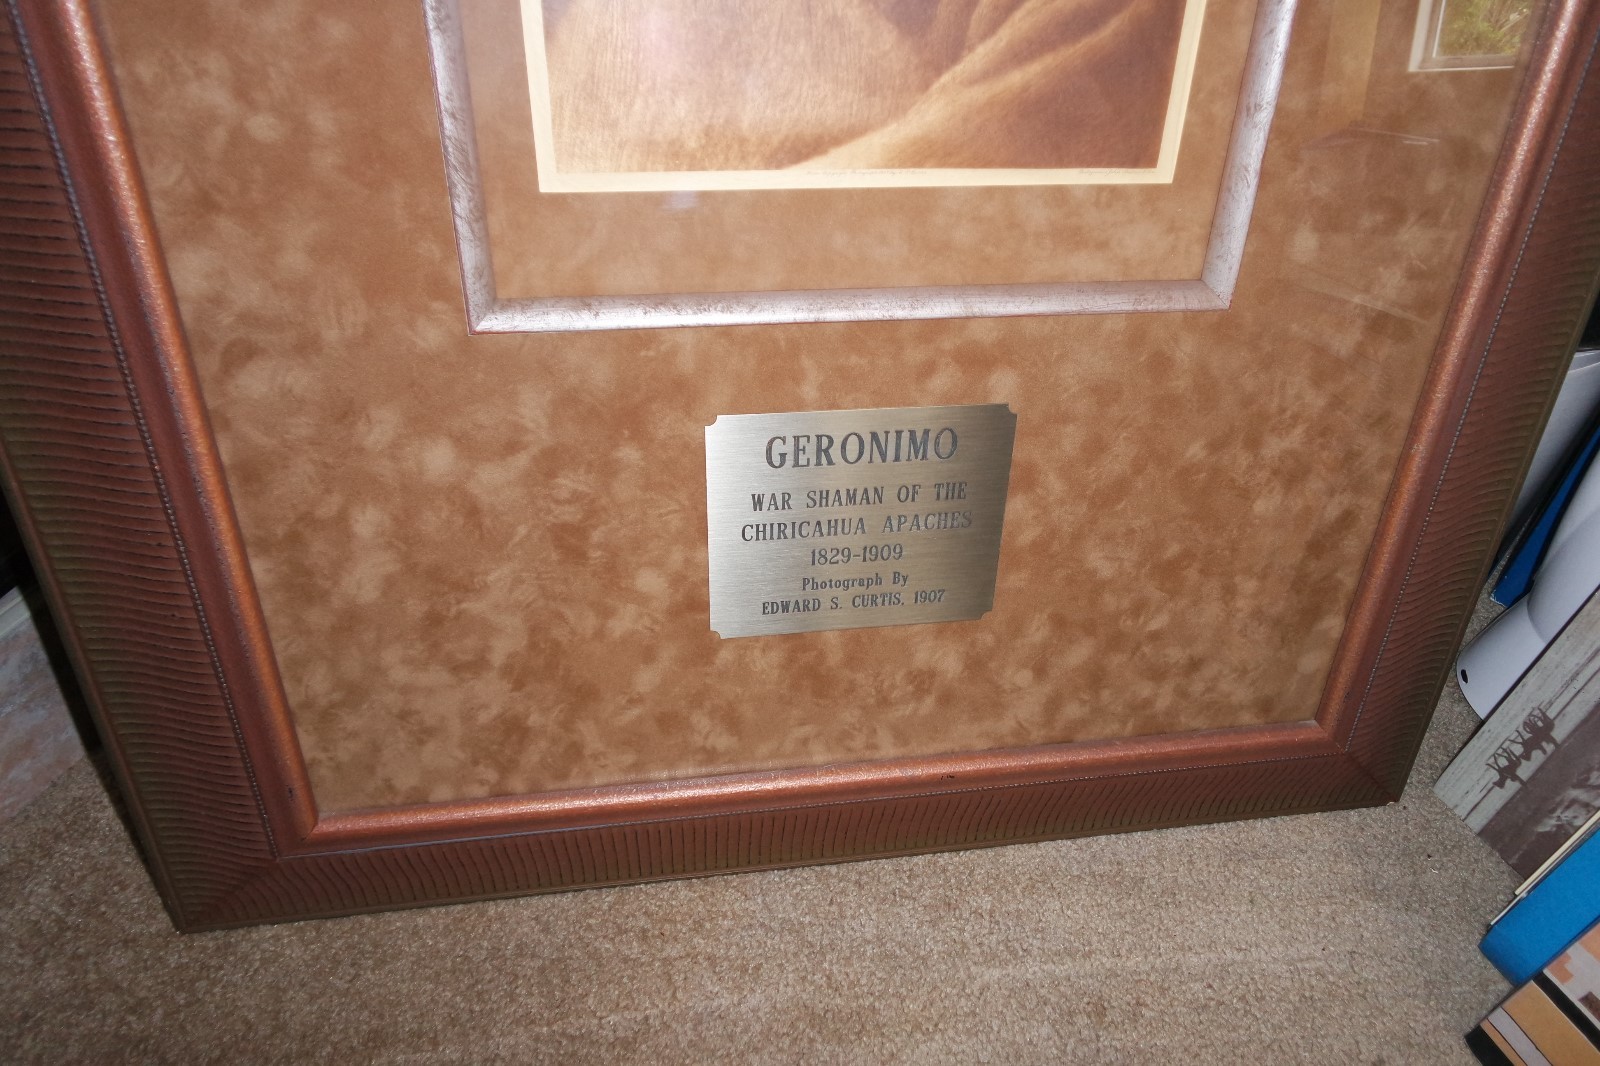 GERONIMO
WAR SHAMAN OF THE
CHIRICAHUA APACHES
1829-1909
Photograph By
EDWARD S. CURTIS, 1907